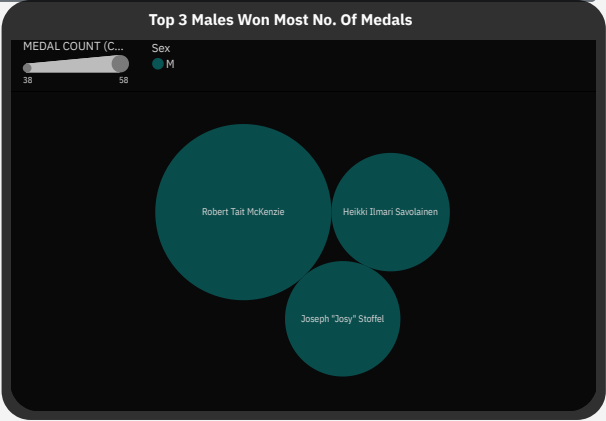 Top 3 Males Won Most No. Of Medals
MEDAL COUNT (C...
Sex
M
38
58
Robert Tait McKenzie
Heikki Ilmari Savolainen
Joseph "Josy" Stoffel